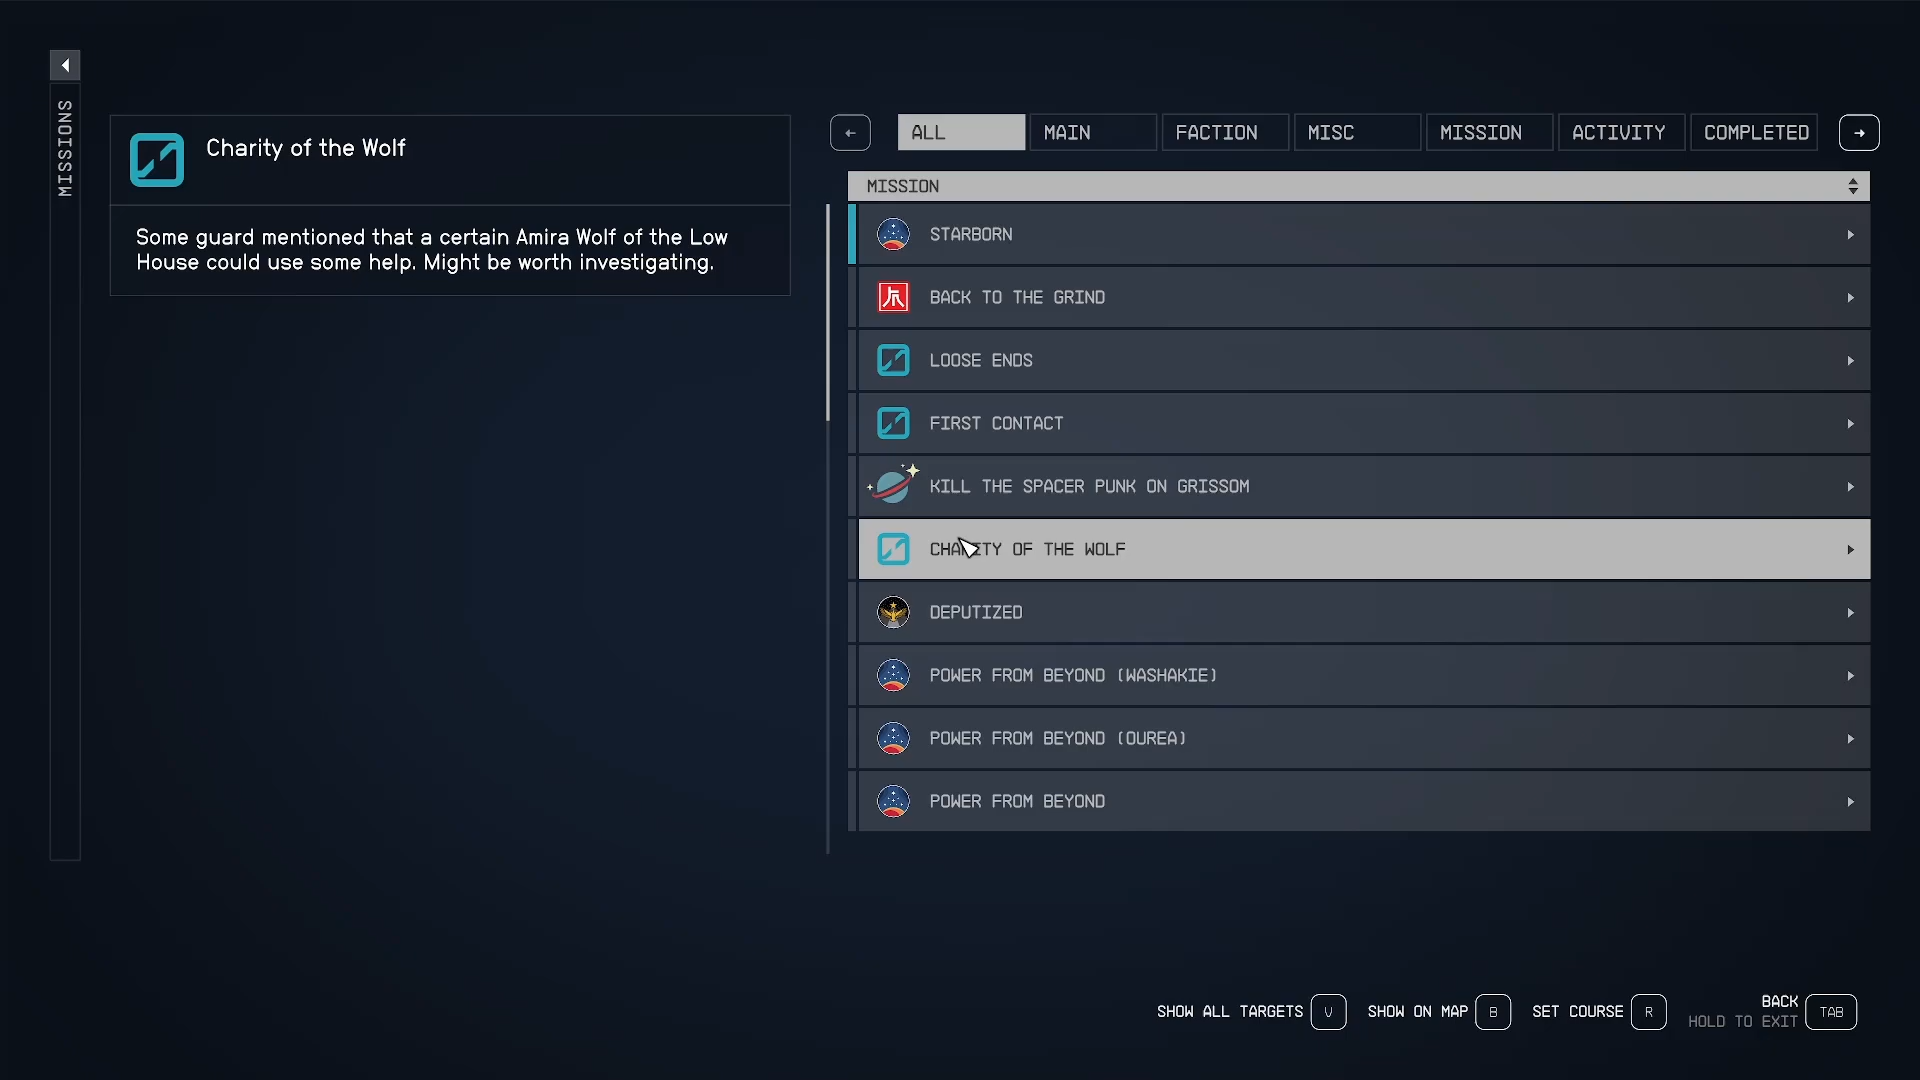 MISSIONS
Charity of the Wolf
Some guard mentioned that a certain Amira Wolf of the Low
House could use some help. Might be worth investigating.
ALL
MAIN
FACTION
MISC
MISSION
ACTIVITY
COMPLETED
MISSION
STARBORN
BACK TO THE GRIND
LOOSE ENDS
FIRST CONTACT
KILL THE SPACER PUNK ON GRISSOM
CHARITY OF THE WOLF
DEPUTIZED
POWER FROM BEYOND (WASHAKIE)
POWER FROM BEYOND (OUREA)
POWER FROM BEYOND
SHOW ALL TARGETS V
SHOW ON MAP B
SET COURSE R
BACK
HOLD TO EXIT
TAB